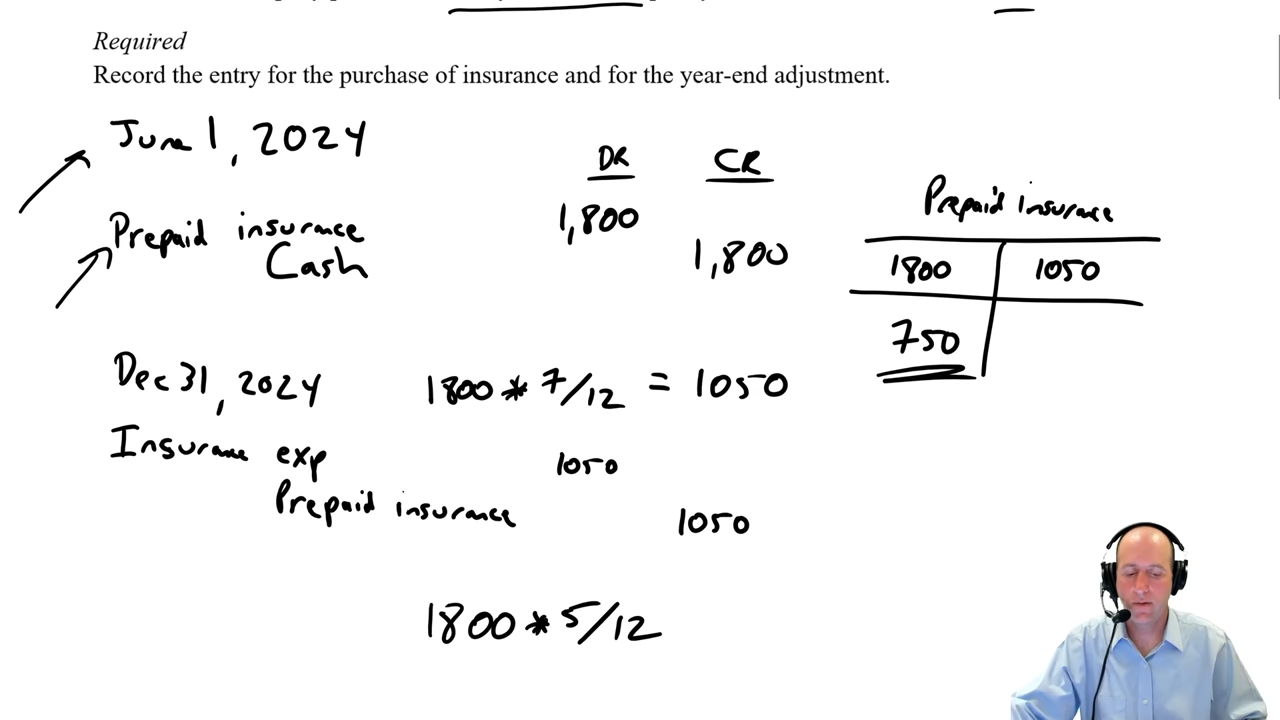 Required
Record the entry for the purchase of insurance and for the year-end adjustment.
June 1, 2024
DR CR
Prepaid insurance 1,800
Cash 1,800
Dec 31, 2024 1800 * 7/12 = 1050
Insurance exp 1050
Prepaid insurance 1050
1800 * 5/12
Prepaid insurance
1800 1050
750